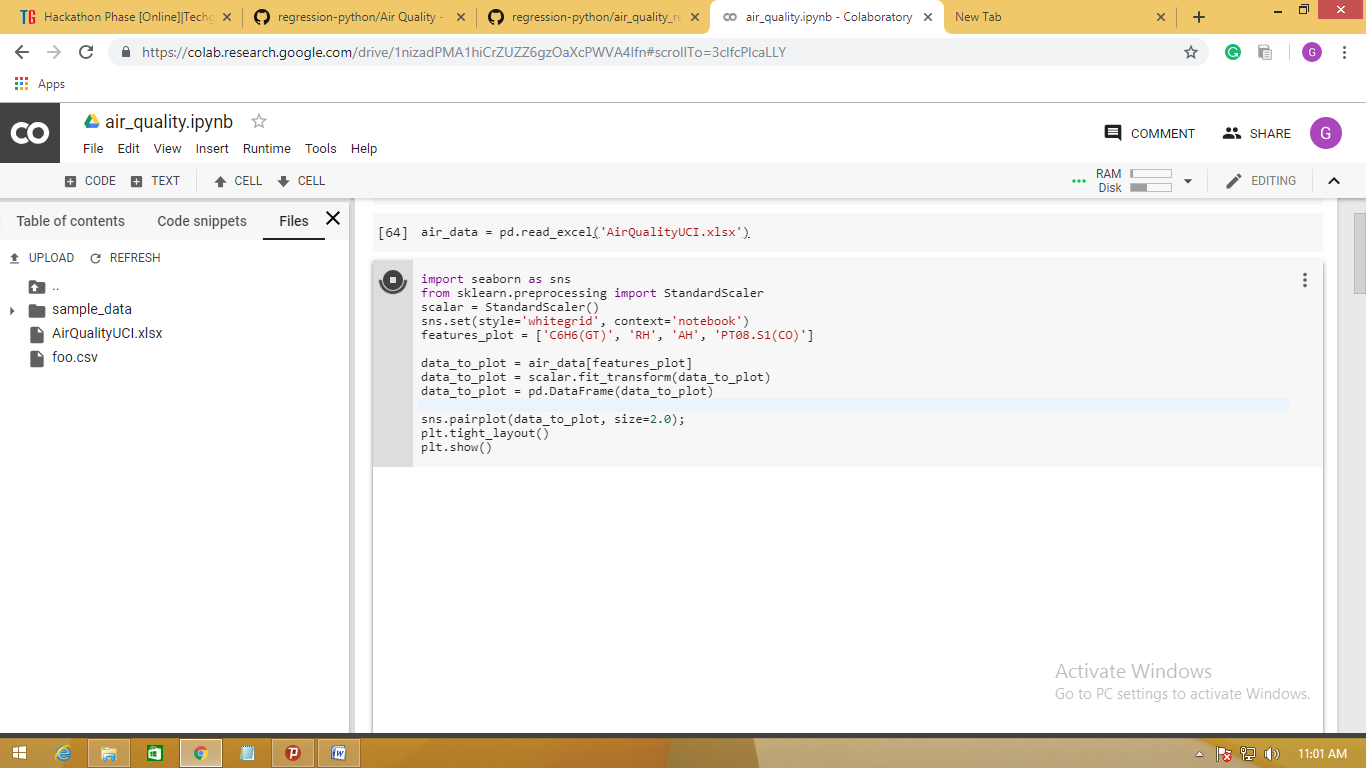 TG Hackathon Phase [Online]|Techg
regression-python/Air Quality -
regression-python/air_quality_re
air_quality.ipynb - Colaboratory
New Tab
https://colab.research.google.com/drive/1nizadPMA1hiCrZUZZ6gzOaXcPWVA4lfn#scrollTo=3clfcPlcaLLY
G
G
Apps
CO
air_quality.ipynb
COMMENT
SHARE
G
File Edit View Insert Runtime Tools Help
CODE TEXT CELL CELL
RAM
Disk
EDITING
Table of contents Code snippets Files
UPLOAD REFRESH
..
sample_data
AirQualityUCI.xlsx
foo.csv
[64] air_data = pd.read_excel('AirQualityUCI.xlsx')
import seaborn as sns
from sklearn.preprocessing import StandardScaler
scalar = StandardScaler()
sns.set(style='whitegrid', context='notebook')
features_plot = ['C6H6(GT)', 'RH', 'AH', 'PT08.S1(CO)']
data_to_plot = air_data[features_plot]
data_to_plot = scalar.fit_transform(data_to_plot)
data_to_plot = pd.DataFrame(data_to_plot)
sns.pairplot(data_to_plot, size=2.0);
plt.tight_layout()
plt.show()
Activate Windows
Go to PC settings to activate Windows.
11:01 AM